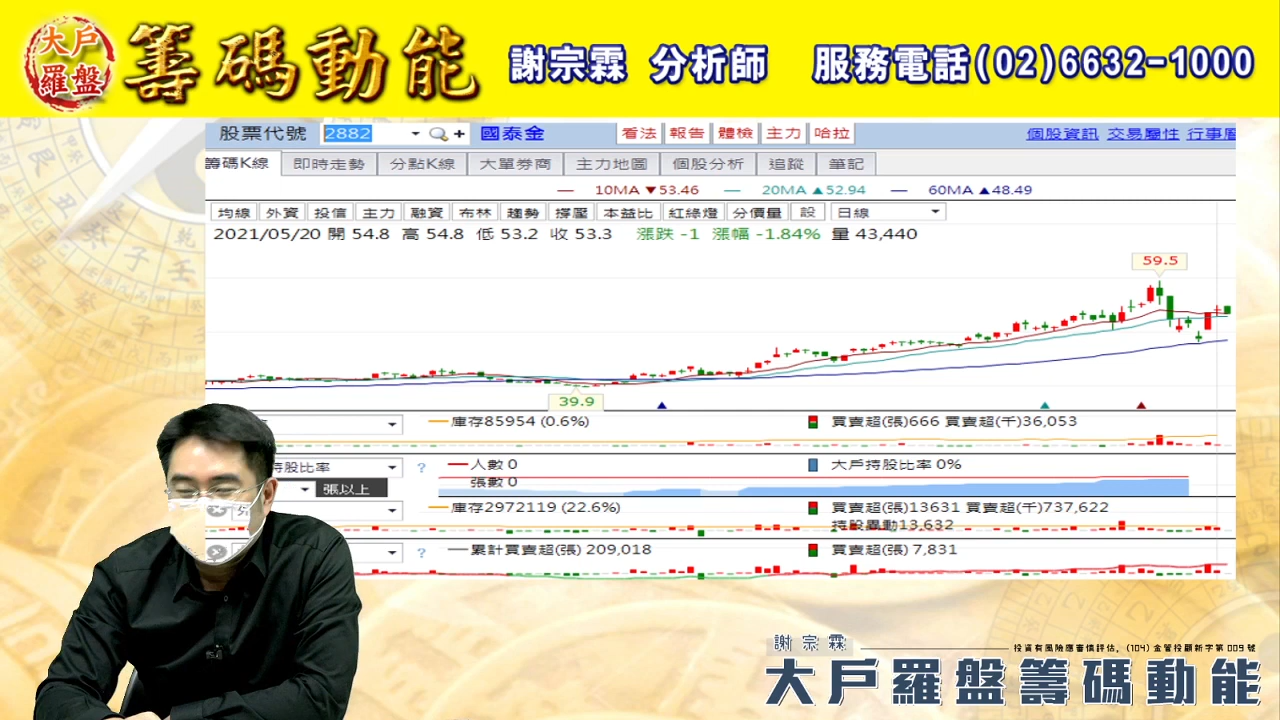 大戶
羅盤
籌碼動能
謝宗霖 分析師 服務電話(02)6632-1000
股票代號 2882 國泰金 看法 報告 體檢 主力 哈拉 個股資訊 交易屬性
籌碼K線 即時走勢 分點K線 大單券商 主力地圖 個股分析 追蹤 筆記
10MA ▼53.46 20MA ▲52.94 60MA ▲48.49
均線 外資 投信 主力 融資 布林 趨勢 撐壓 本益比 紅綠燈 分價量 設 日線
2021/05/20 開 54.8 高 54.8 低 53.2 收 53.3 漲跌 -1 漲幅 -1.84% 量 43,440
59.5
39.9
庫存85954 (0.6%) 買賣超(張)666 買賣超(千)36,053
持股比率 ? 人數 0 大戶持股比率 0%
張以上 張數 0
庫存2972119 (22.6%) 買賣超(張)13631 買賣超(千)737,622
持股異動13,632
? 累計買賣超(張) 209,018 買賣超(張) 7,831
謝宗霖
投資有風險應審慎評估, (104)金管投顧新字第009號
大戶羅盤籌碼動能